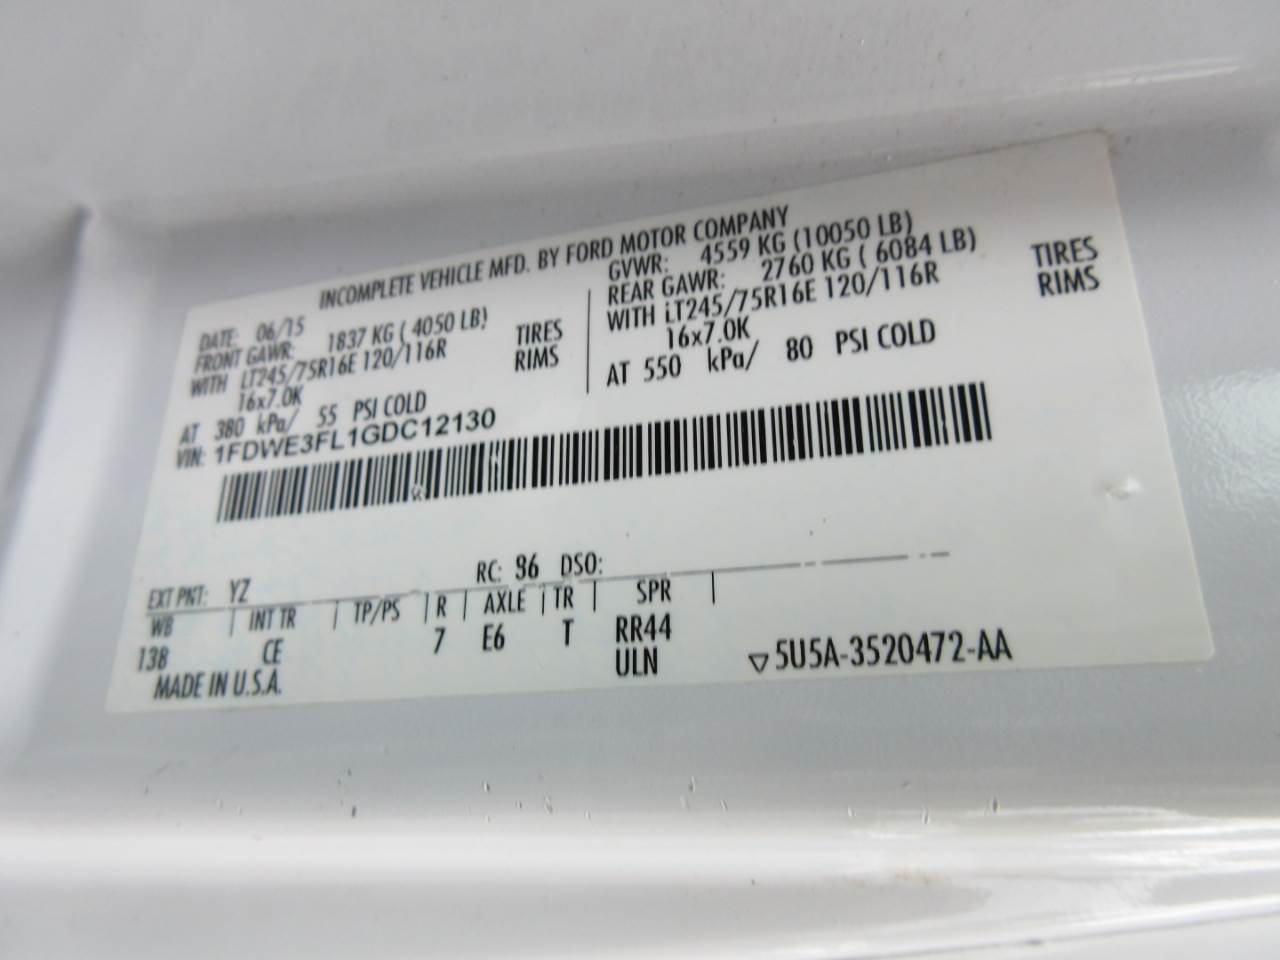 INCOMPLETE VEHICLE MFD. BY FORD MOTOR COMPANY
DATE: 06/15
FRONT GAWR: 1837 KG ( 4050 LB)
WITH LT245/75R16E 120/116R TIRES
16x7.0K RIMS
AT 380 kPa/ 55 PSI COLD
GVWR: 4559 KG (10050 LB)
REAR GAWR: 2760 KG ( 6084 LB)
WITH LT245/75R16E 120/116R TIRES
16x7.0K RIMS
AT 550 kPa/ 80 PSI COLD
VIN: 1FDWE3FL1GDC12130
EXT PNT: YZ RC: 96 DSO:
WB | INT TR | TP/PS | R | AXLE | TR | SPR |
138 CE 7 E6 T RR44
ULN
▽5U5A-3520472-AA
MADE IN U.S.A.